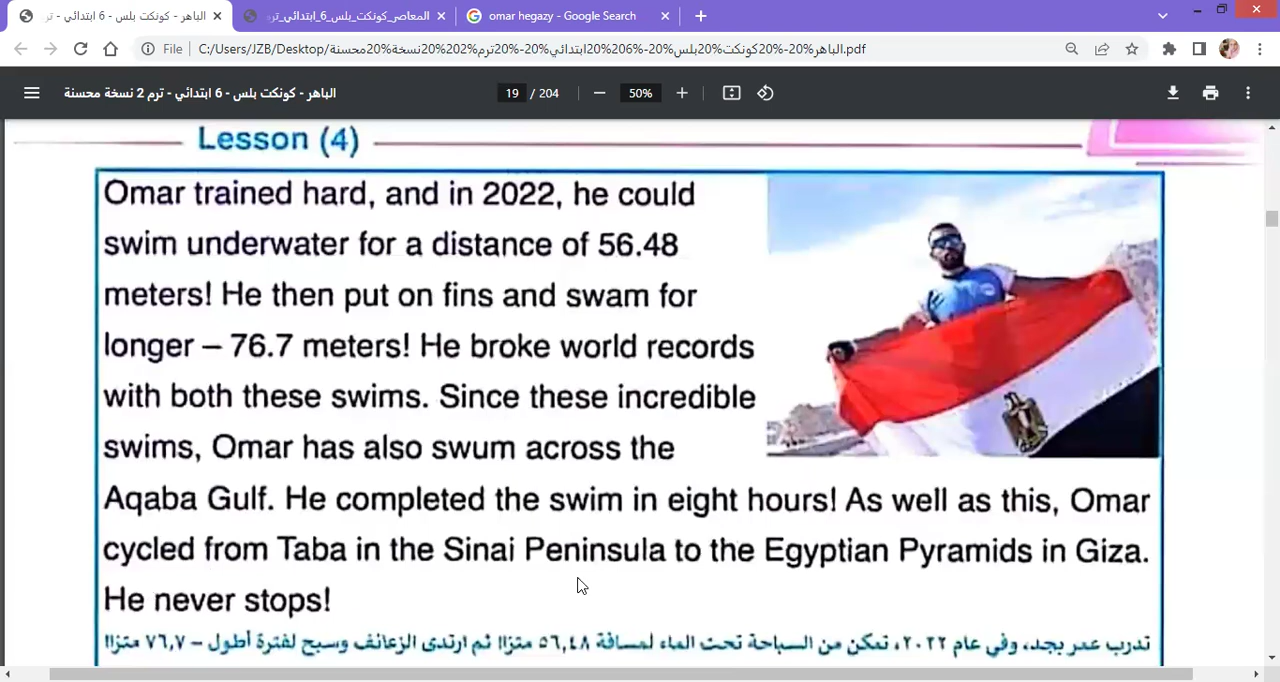 الباهر - كونكت بلس - 6 ابتدائي - تر
المعاصر_كونكت_بلس_6_ابتدائي_تر
omar hegazy - Google Search
File
C:/Users/JZB/Desktop/الباهر%20-%20كونكت%20بلس%20-%206%20ابتدائي%20-%20ترم%202%20نسخة%20محسنة.pdf
الباهر - كونكت بلس - 6 ابتدائي - ترم 2 نسخة محسنة
19 / 204
50%
Lesson (4)
Omar trained hard, and in 2022, he could
swim underwater for a distance of 56.48
meters! He then put on fins and swam for
longer – 76.7 meters! He broke world records
with both these swims. Since these incredible
swims, Omar has also swum across the
Aqaba Gulf. He completed the swim in eight hours! As well as this, Omar
cycled from Taba in the Sinai Peninsula to the Egyptian Pyramids in Giza.
He never stops!
تدرب عمر بجد، وفي عام ٢٠٢٢، تمكن من السباحة تحت الماء لمسافة ٥٦,٤٨ مترًا! ثم ارتدى الزعانف وسبح لفترة أطول – ٧٦,٧ مترًا!